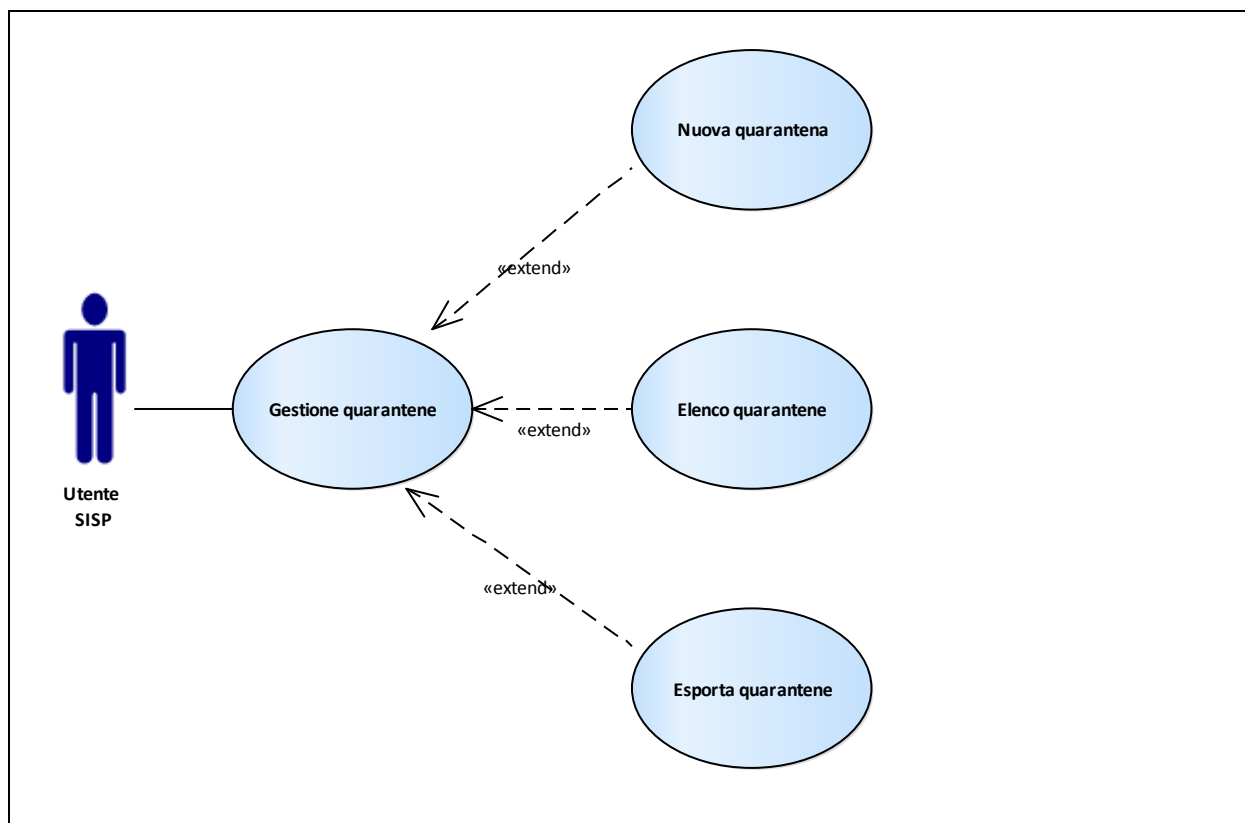 Nuova quarantena
«extend»
Utente
SISP
Gestione quarantene
«extend»
Elenco quarantene
«extend»
Esporta quarantene